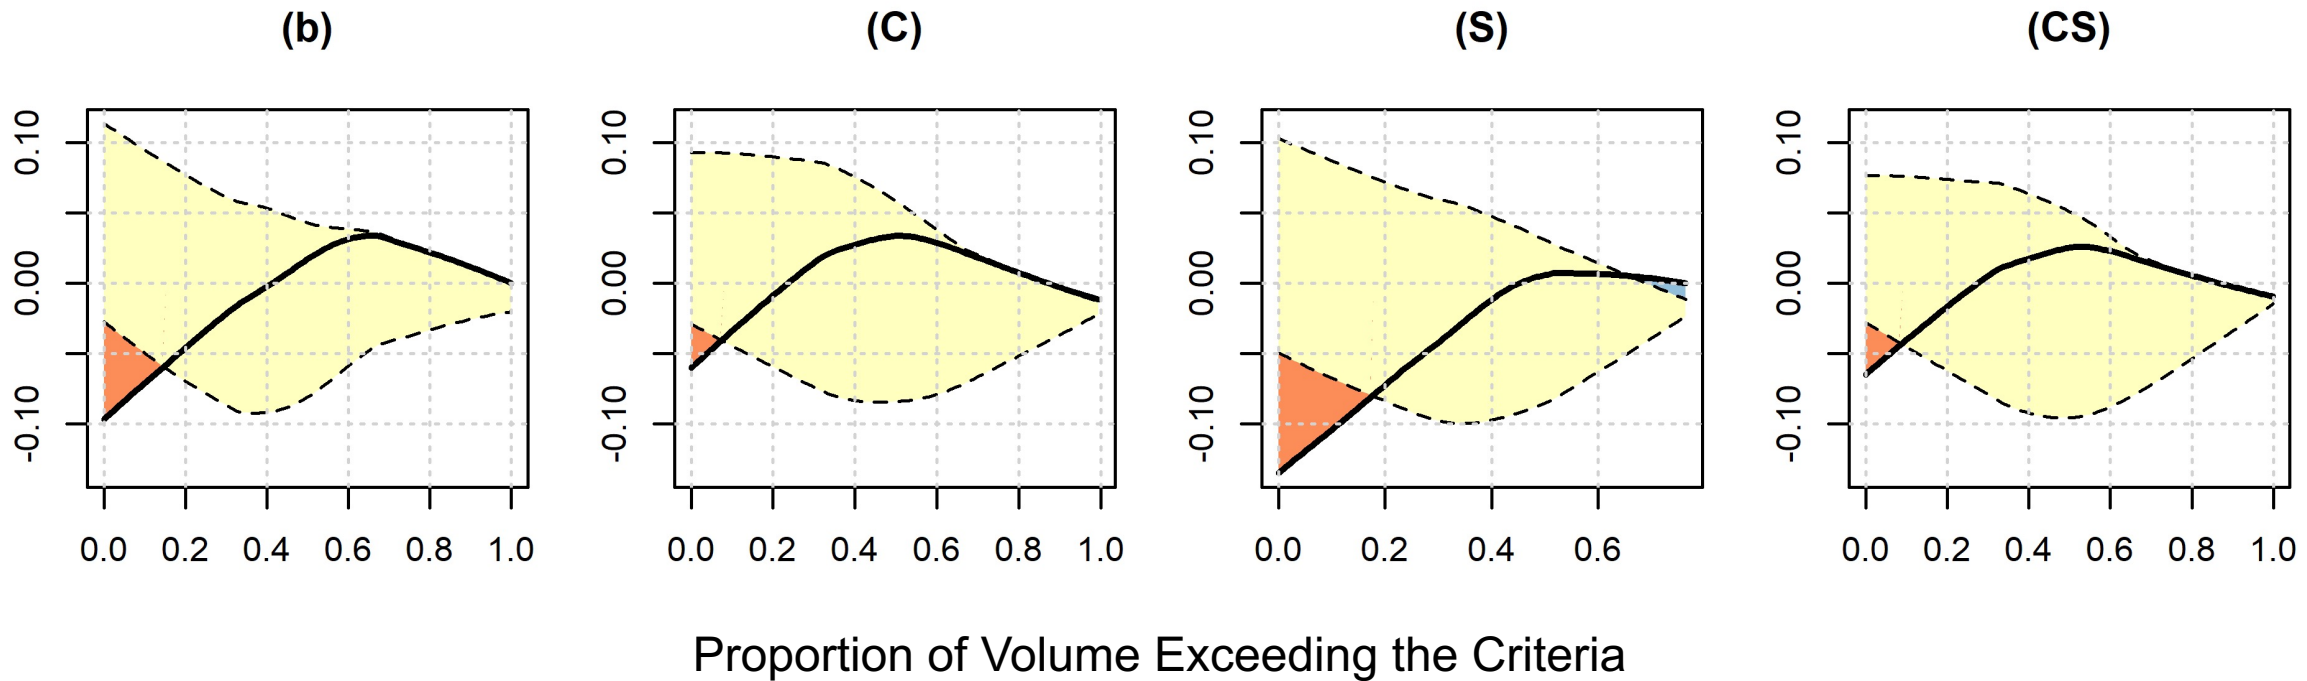 (b) (C) (S) (CS)
0.10 0.10 0.10 0.10
0.00 0.00 0.00 0.00
-0.10 -0.10 -0.10 -0.10
0.0 0.2 0.4 0.6 0.8 1.0 0.0 0.2 0.4 0.6 0.8 1.0 0.0 0.2 0.4 0.6 0.0 0.2 0.4 0.6 0.8 1.0
Proportion of Volume Exceeding the Criteria